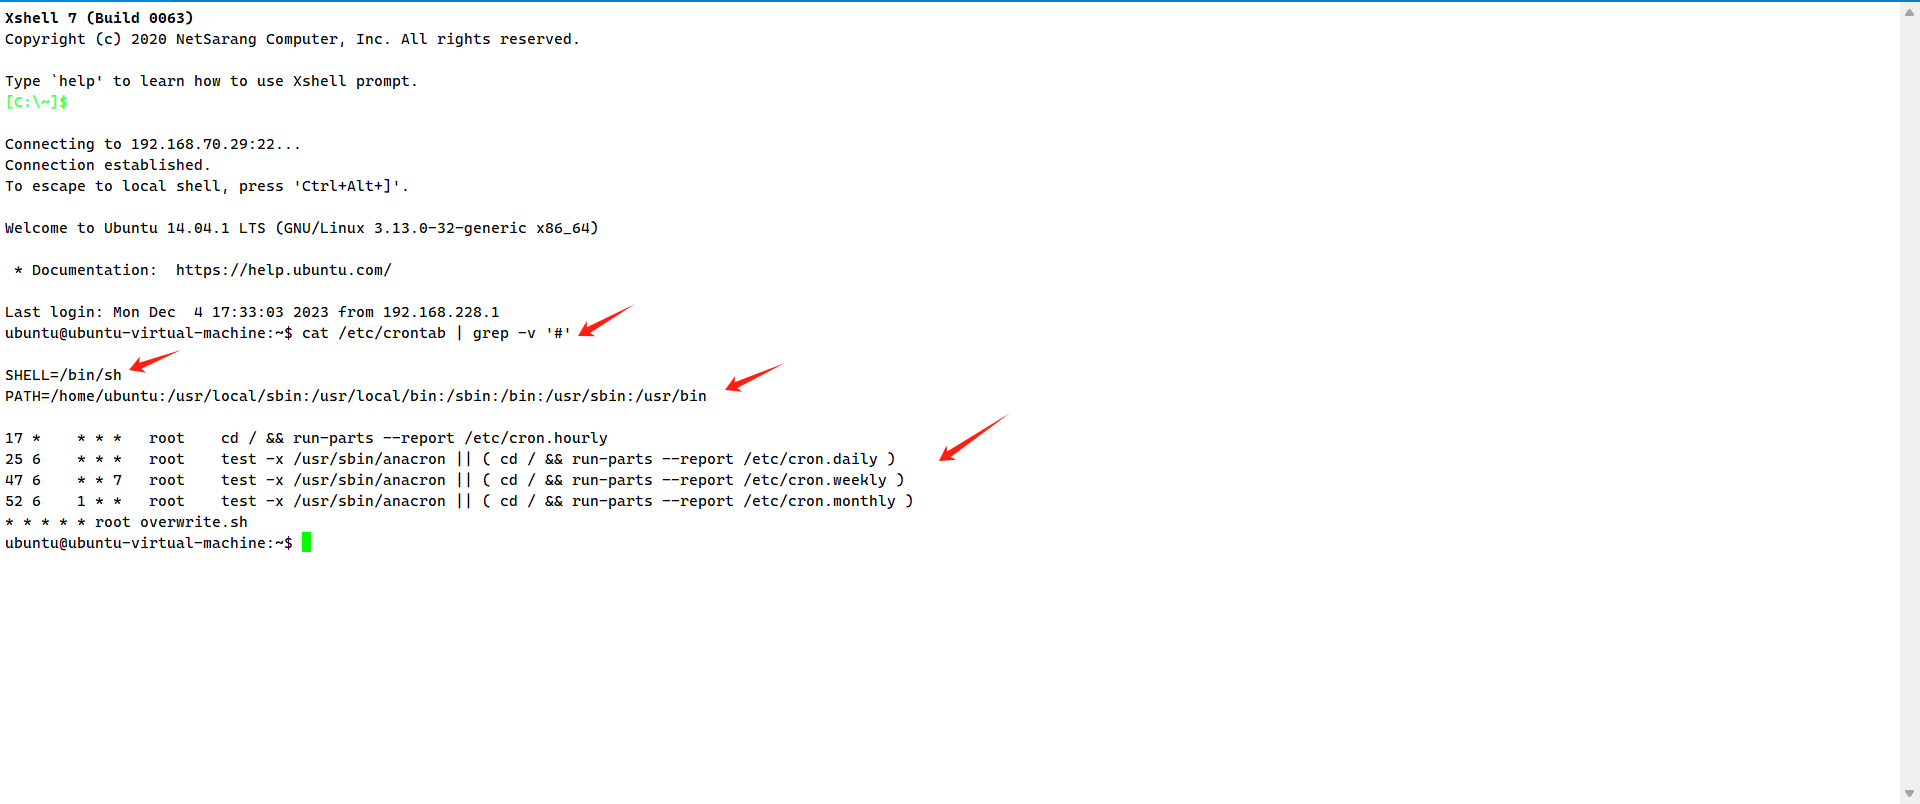 Xshell 7 (Build 0063)
Copyright (c) 2020 NetSarang Computer, Inc. All rights reserved.
Type `help' to learn how to use Xshell prompt.
[C:\~]$
Connecting to 192.168.70.29:22...
Connection established.
To escape to local shell, press 'Ctrl+Alt+]'.
Welcome to Ubuntu 14.04.1 LTS (GNU/Linux 3.13.0-32-generic x86_64)
 * Documentation:  https://help.ubuntu.com/
Last login: Mon Dec  4 17:33:03 2023 from 192.168.228.1
ubuntu@ubuntu-virtual-machine:~$ cat /etc/crontab | grep -v '#'
SHELL=/bin/sh
PATH=/home/ubuntu:/usr/local/sbin:/usr/local/bin:/sbin:/bin:/usr/sbin:/usr/bin
17 *    * * *   root    cd / && run-parts --report /etc/cron.hourly
25 6    * * *   root    test -x /usr/sbin/anacron || ( cd / && run-parts --report /etc/cron.daily )
47 6    * * 7   root    test -x /usr/sbin/anacron || ( cd / && run-parts --report /etc/cron.weekly )
52 6    1 * *   root    test -x /usr/sbin/anacron || ( cd / && run-parts --report /etc/cron.monthly )
* * * * * root overwrite.sh
ubuntu@ubuntu-virtual-machine:~$